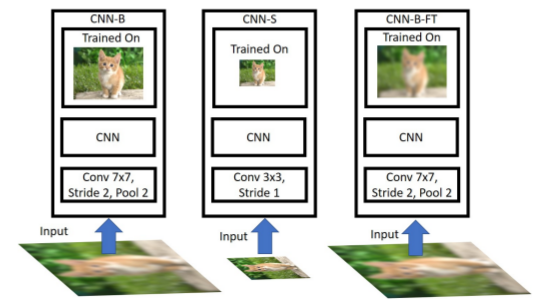 CNN-B
Trained On
CNN
Conv 7x7,
Stride 2, Pool 2
Input
CNN-S
Trained On
CNN
Conv 3x3,
Stride 1
Input
CNN-B-FT
Trained On
CNN
Conv 7x7,
Stride 2, Pool 2
Input